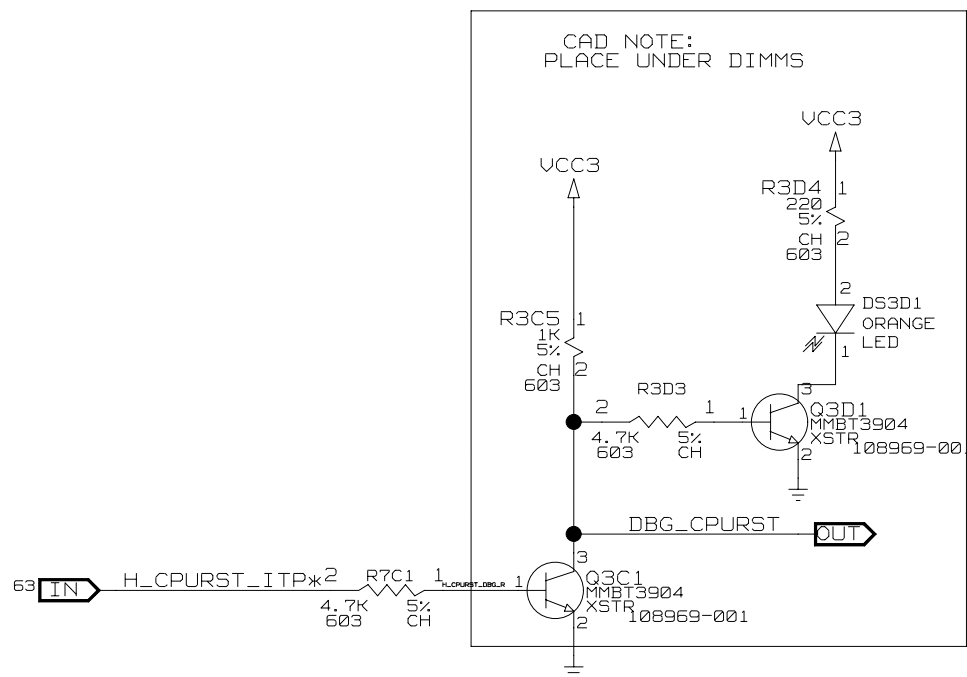 CAD NOTE:
PLACE UNDER DIMMS
VCC3
R3D4 1
220
5%
CH 2
603
VCC3
2
DS3D1
ORANGE
LED
1
R3C5 1
1K
5%
CH 2
603
R3D3
2 1
4.7K 5%
603 CH
1
3
Q3D1
MMBT3904
XSTR
2 108969-00
DBG_CPURST OUT
63 IN H_CPURST_ITP* 2 R7C1 1 H_CPURST_DBG_R 1
4.7K 5%
603 CH
3
Q3C1
MMBT3904
XSTR
2 108969-001